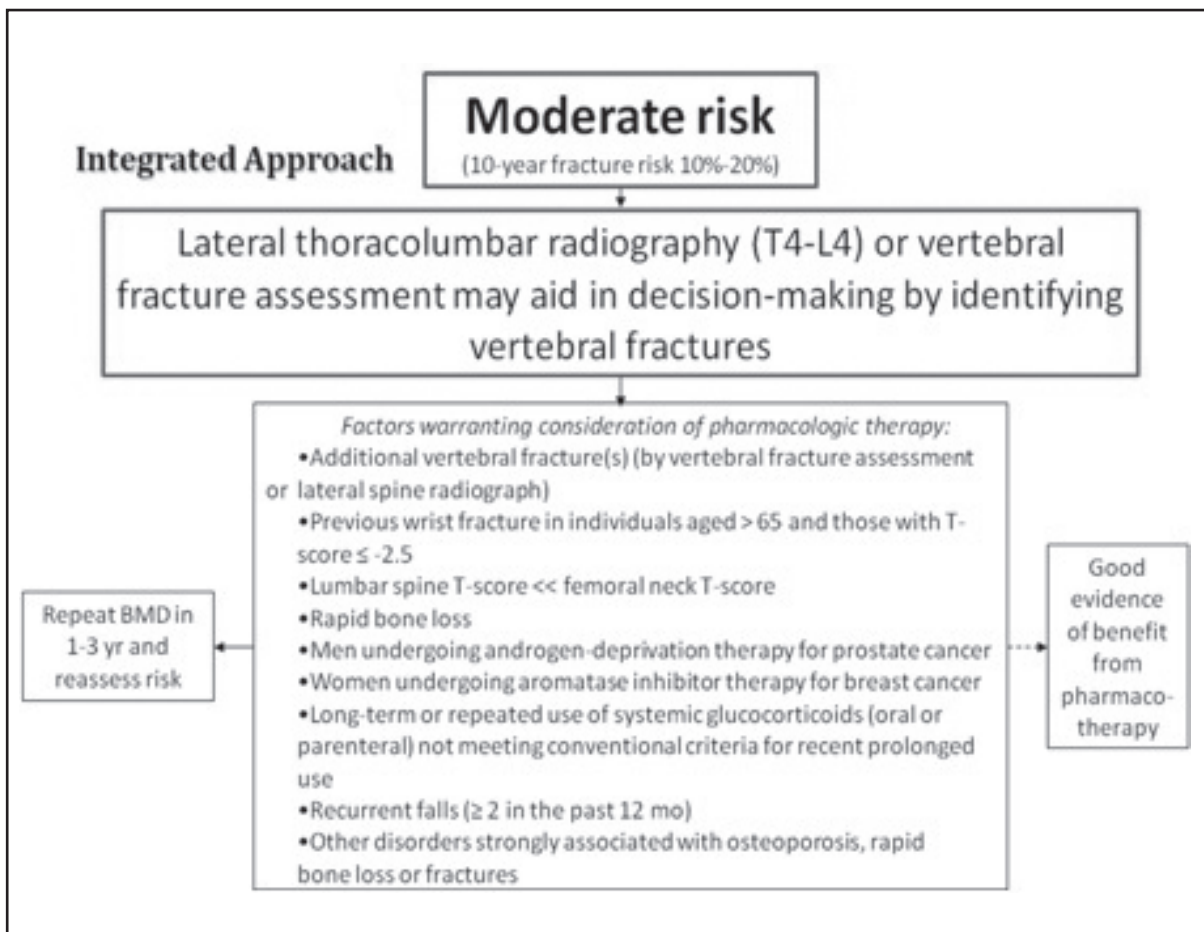 Moderate risk
(10-year fracture risk 10%-20%)
Integrated Approach
Lateral thoracolumbar radiography (T4-L4) or vertebral
fracture assessment may aid in decision-making by identifying
vertebral fractures
Factors warranting consideration of pharmacologic therapy:
•Additional vertebral fracture(s) (by vertebral fracture assessment
or lateral spine radiograph)
•Previous wrist fracture in individuals aged > 65 and those with T-
score ≤ -2.5
•Lumbar spine T-score << femoral neck T-score
•Rapid bone loss
•Men undergoing androgen-deprivation therapy for prostate cancer
•Women undergoing aromatase inhibitor therapy for breast cancer
•Long-term or repeated use of systemic glucocorticoids (oral or
parenteral) not meeting conventional criteria for recent prolonged
use
•Recurrent falls (≥ 2 in the past 12 mo)
•Other disorders strongly associated with osteoporosis, rapid
bone loss or fractures
Repeat BMD in
1-3 yr and
reassess risk
Good
evidence
of benefit
from
pharmaco-
therapy